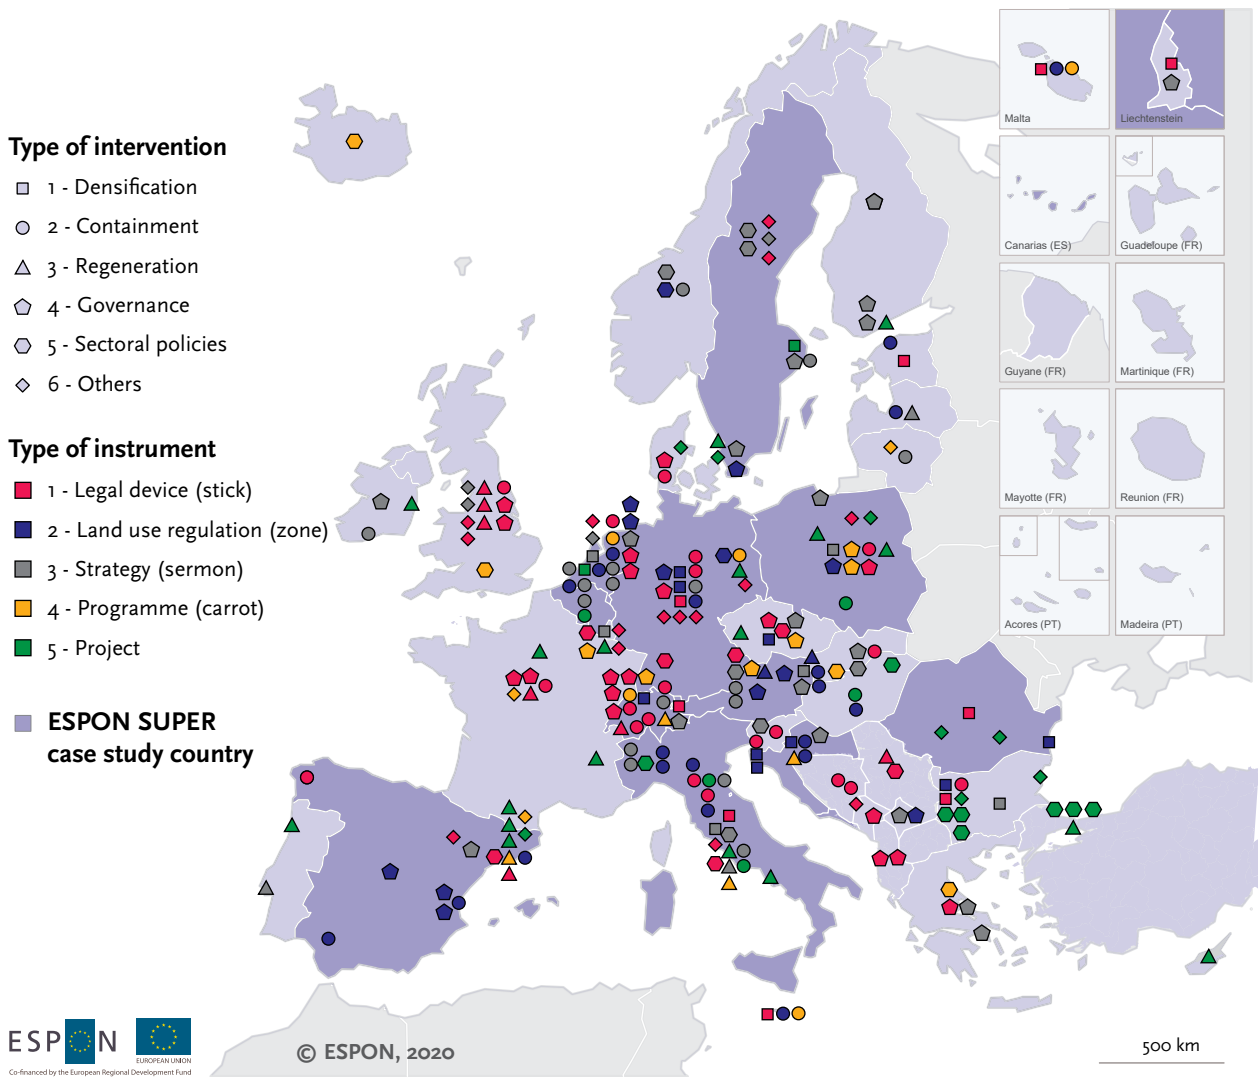 Type of intervention
1 - Densification
2 - Containment
3 - Regeneration
4 - Governance
5 - Sectoral policies
6 - Others
Type of instrument
1 - Legal device (stick)
2 - Land use regulation (zone)
3 - Strategy (sermon)
4 - Programme (carrot)
5 - Project
ESPON SUPER
case study country
Malta
Liechtenstein
Canarias (ES)
Guadeloupe (FR)
Guyane (FR)
Martinique (FR)
Mayotte (FR)
Reunion (FR)
Acores (PT)
Madeira (PT)
ESPON
EUROPEAN UNION
Co-financed by the European Regional Development Fund
© ESPON, 2020
500 km